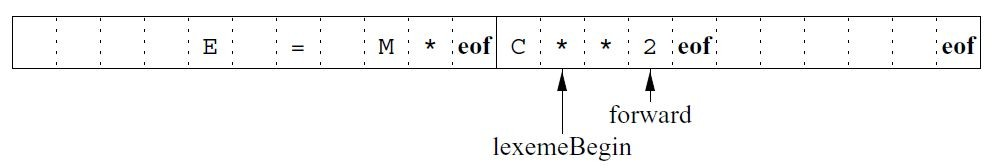 E = M * eof C * * 2 eof eof
forward
lexemeBegin